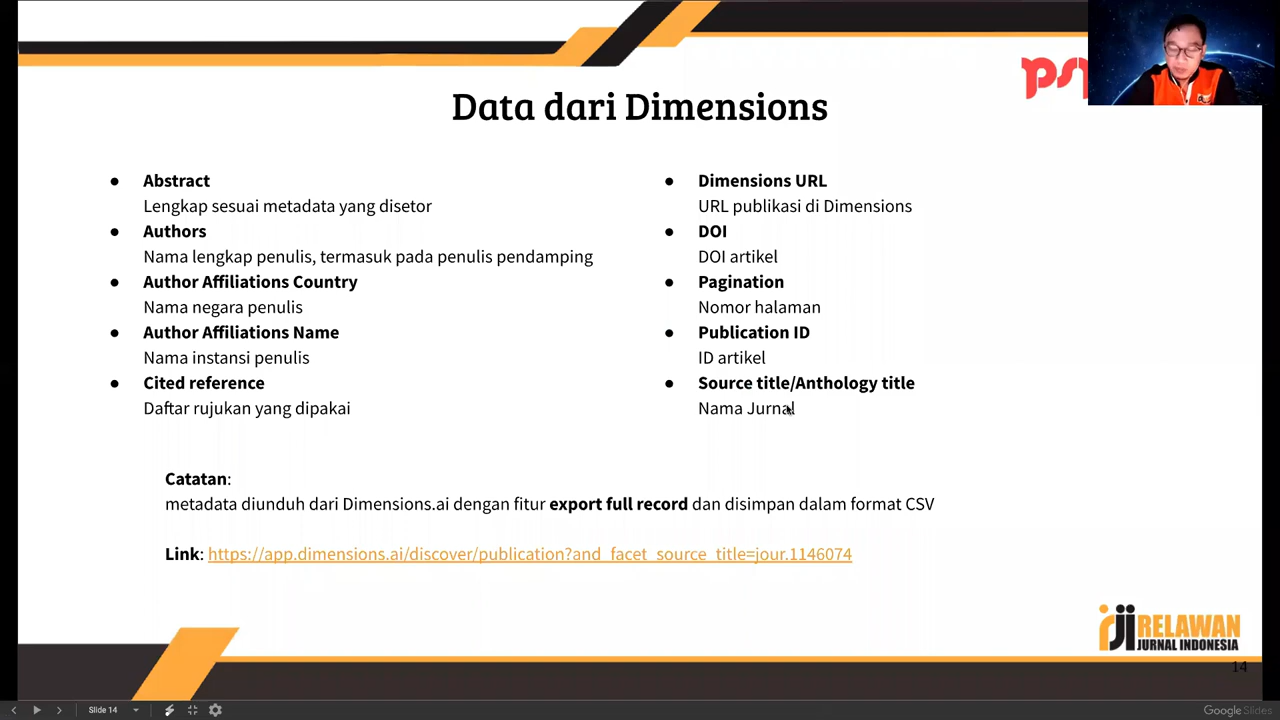 Data dari Dimensions
Abstract
Lengkap sesuai metadata yang disetor
Authors
Nama lengkap penulis, termasuk pada penulis pendamping
Author Affiliations Country
Nama negara penulis
Author Affiliations Name
Nama instansi penulis
Cited reference
Daftar rujukan yang dipakai
Dimensions URL
URL publikasi di Dimensions
DOI
DOI artikel
Pagination
Nomor halaman
Publication ID
ID artikel
Source title/Anthology title
Nama Jurnal
Catatan:
metadata diunduh dari Dimensions.ai dengan fitur export full record dan disimpan dalam format CSV
Link: https://app.dimensions.ai/discover/publication?and_facet_source_title=jour.1146074
rji RELAWAN
JURNAL INDONESIA
14
Slide 14
Google Slides